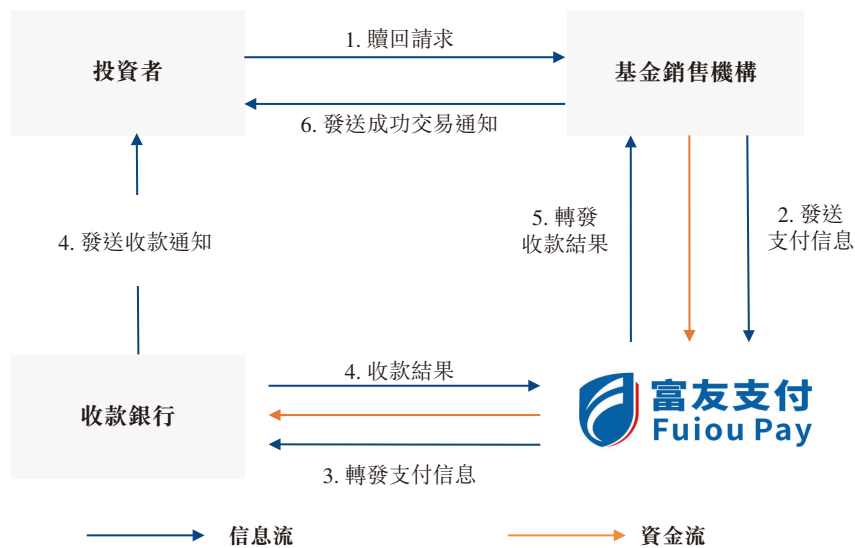 1. 贖回請求
投資者
基金銷售機構
6. 發送成功交易通知
5. 轉發
收款結果
2. 發送
支付信息
4. 發送收款通知
4. 收款結果
收款銀行
富友支付
Fuiou Pay
3. 轉發支付信息
信息流
資金流